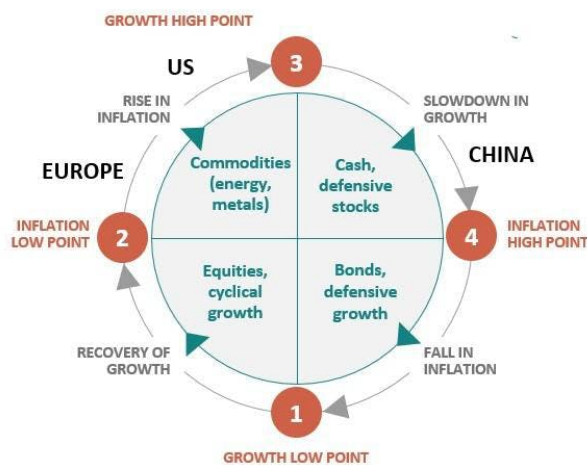 GROWTH HIGH POINT
3
US
RISE IN
INFLATION
SLOWDOWN IN
GROWTH
EUROPE
CHINA
Commodities
(energy,
metals)
Cash,
defensive
stocks
INFLATION
LOW POINT
2
4
INFLATION
HIGH POINT
Equities,
cyclical
growth
Bonds,
defensive
growth
RECOVERY OF
GROWTH
FALL IN
INFLATION
1
GROWTH LOW POINT